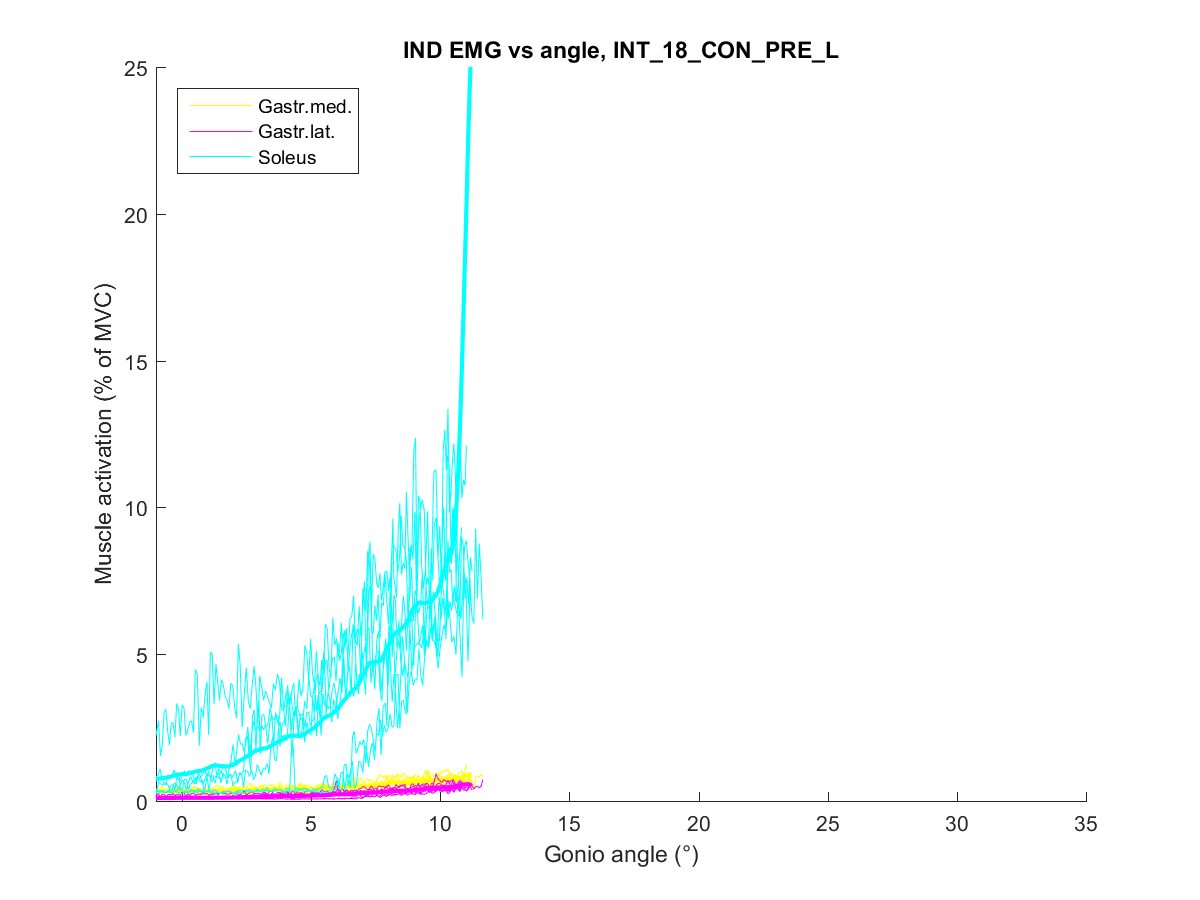 IND EMG vs angle, INT_18_CON_PRE_L
25
Gastr.med.
Gastr.lat.
Soleus
20
15
10
5
0
Muscle activation (% of MVC)
0 5 10 15 20 25 30 35
Gonio angle (°)